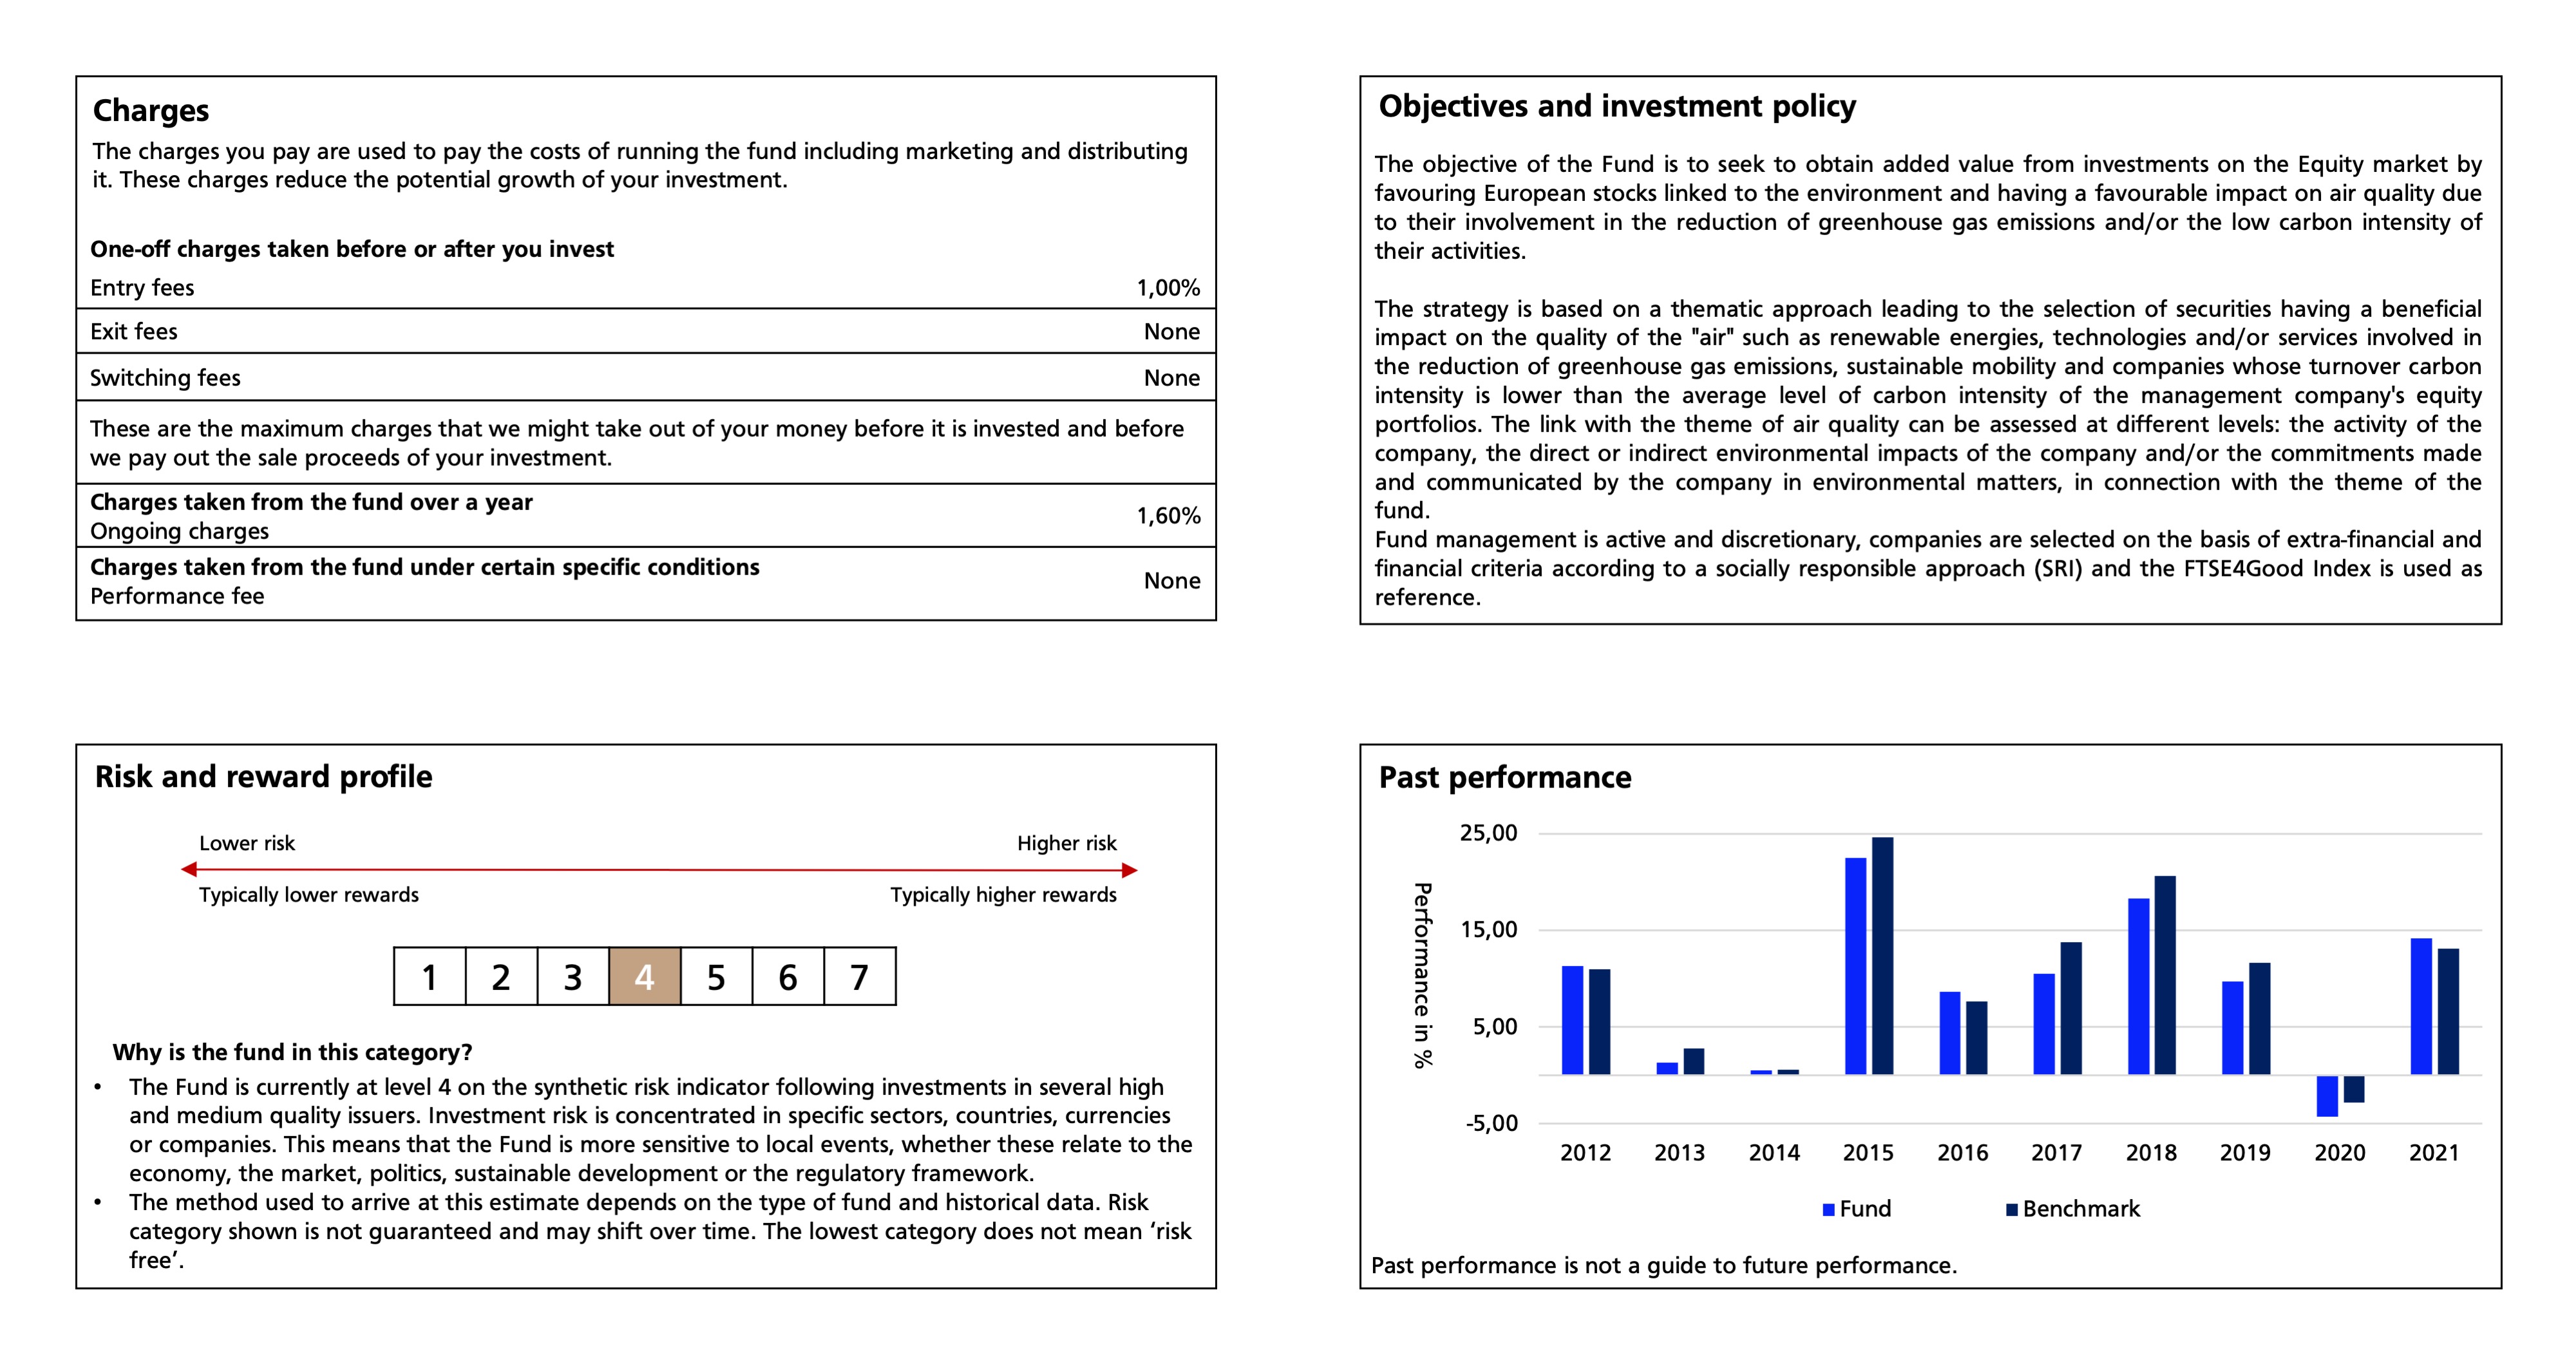 Charges
The charges you pay are used to pay the costs of running the fund including marketing and distributing
it. These charges reduce the potential growth of your investment.
One-off charges taken before or after you invest
Entry fees 1,00%
Exit fees None
Switching fees None
These are the maximum charges that we might take out of your money before it is invested and before
we pay out the sale proceeds of your investment.
Charges taken from the fund over a year
Ongoing charges 1,60%
Charges taken from the fund under certain specific conditions
Performance fee None
Objectives and investment policy
The objective of the Fund is to seek to obtain added value from investments on the Equity market by
favouring European stocks linked to the environment and having a favourable impact on air quality due
to their involvement in the reduction of greenhouse gas emissions and/or the low carbon intensity of
their activities.
The strategy is based on a thematic approach leading to the selection of securities having a beneficial
impact on the quality of the "air" such as renewable energies, technologies and/or services involved in
the reduction of greenhouse gas emissions, sustainable mobility and companies whose turnover carbon
intensity is lower than the average level of carbon intensity of the management company's equity
portfolios. The link with the theme of air quality can be assessed at different levels: the activity of the
company, the direct or indirect environmental impacts of the company and/or the commitments made
and communicated by the company in environmental matters, in connection with the theme of the
fund.
Fund management is active and discretionary, companies are selected on the basis of extra-financial and
financial criteria according to a socially responsible approach (SRI) and the FTSE4Good Index is used as
reference.
Risk and reward profile
Lower risk Higher risk
Typically lower rewards Typically higher rewards
1 2 3 4 5 6 7
Why is the fund in this category?
• The Fund is currently at level 4 on the synthetic risk indicator following investments in several high
and medium quality issuers. Investment risk is concentrated in specific sectors, countries, currencies
or companies. This means that the Fund is more sensitive to local events, whether these relate to the
economy, the market, politics, sustainable development or the regulatory framework.
• The method used to arrive at this estimate depends on the type of fund and historical data. Risk
category shown is not guaranteed and may shift over time. The lowest category does not mean ‘risk
free’.
Past performance
Performance in %
25,00
15,00
5,00
-5,00
2012 2013 2014 2015 2016 2017 2018 2019 2020 2021
Fund Benchmark
Past performance is not a guide to future performance.